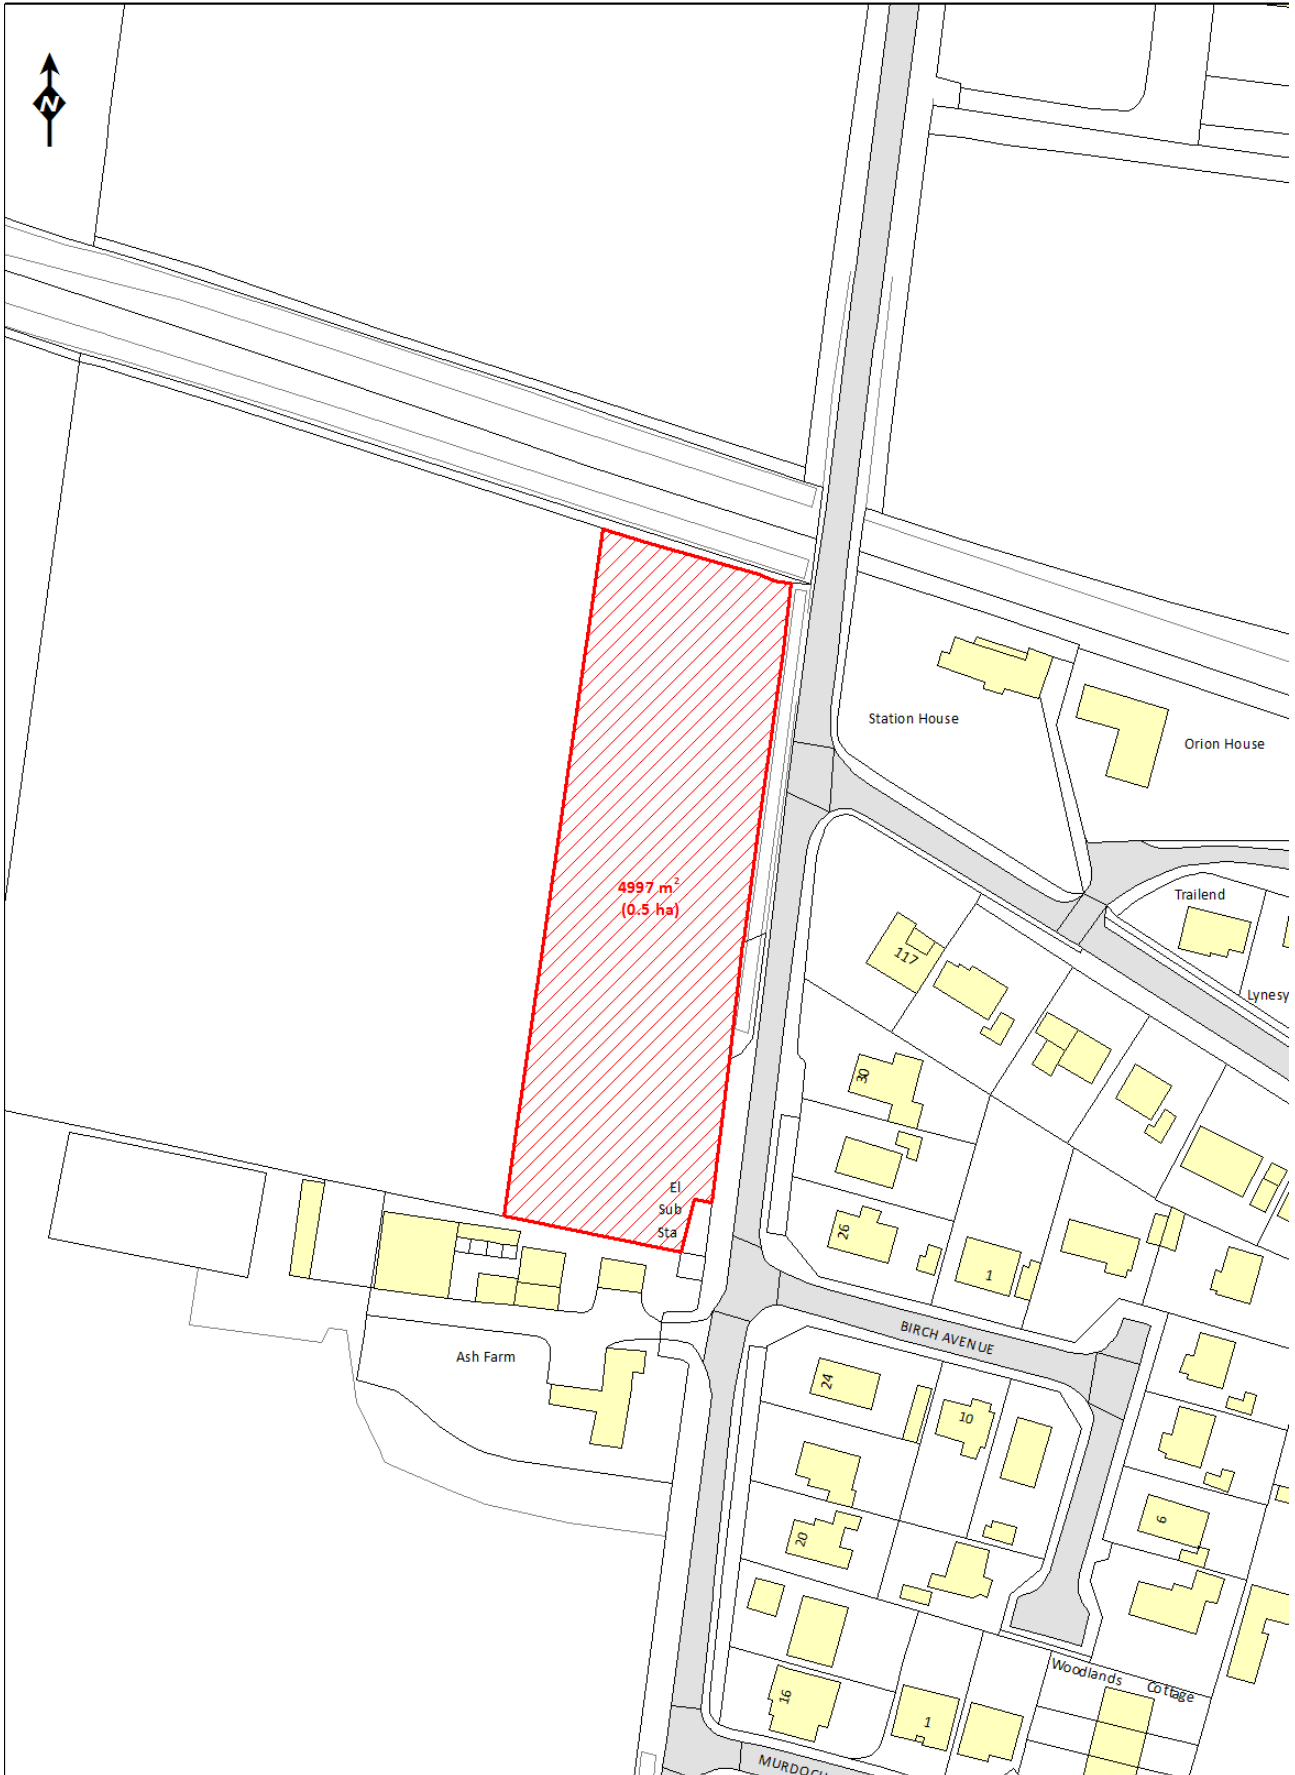 N
Station House
Orion House
4997 m²
(0.5 ha)
Trailend
117
Lynesy
30
El
Sub
Sta
26
1
BIRCH AVENUE
Ash Farm
24
10
6
20
Woodlands Cottage
16
1